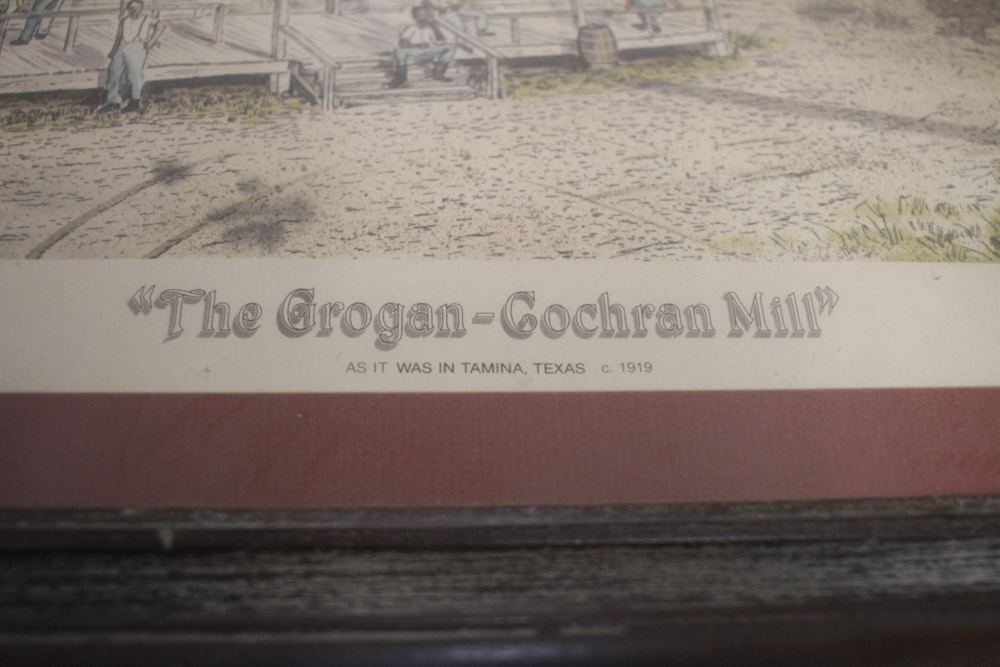 “The Grogan-Cochran Mill”
AS IT WAS IN TAMINA, TEXAS c. 1919